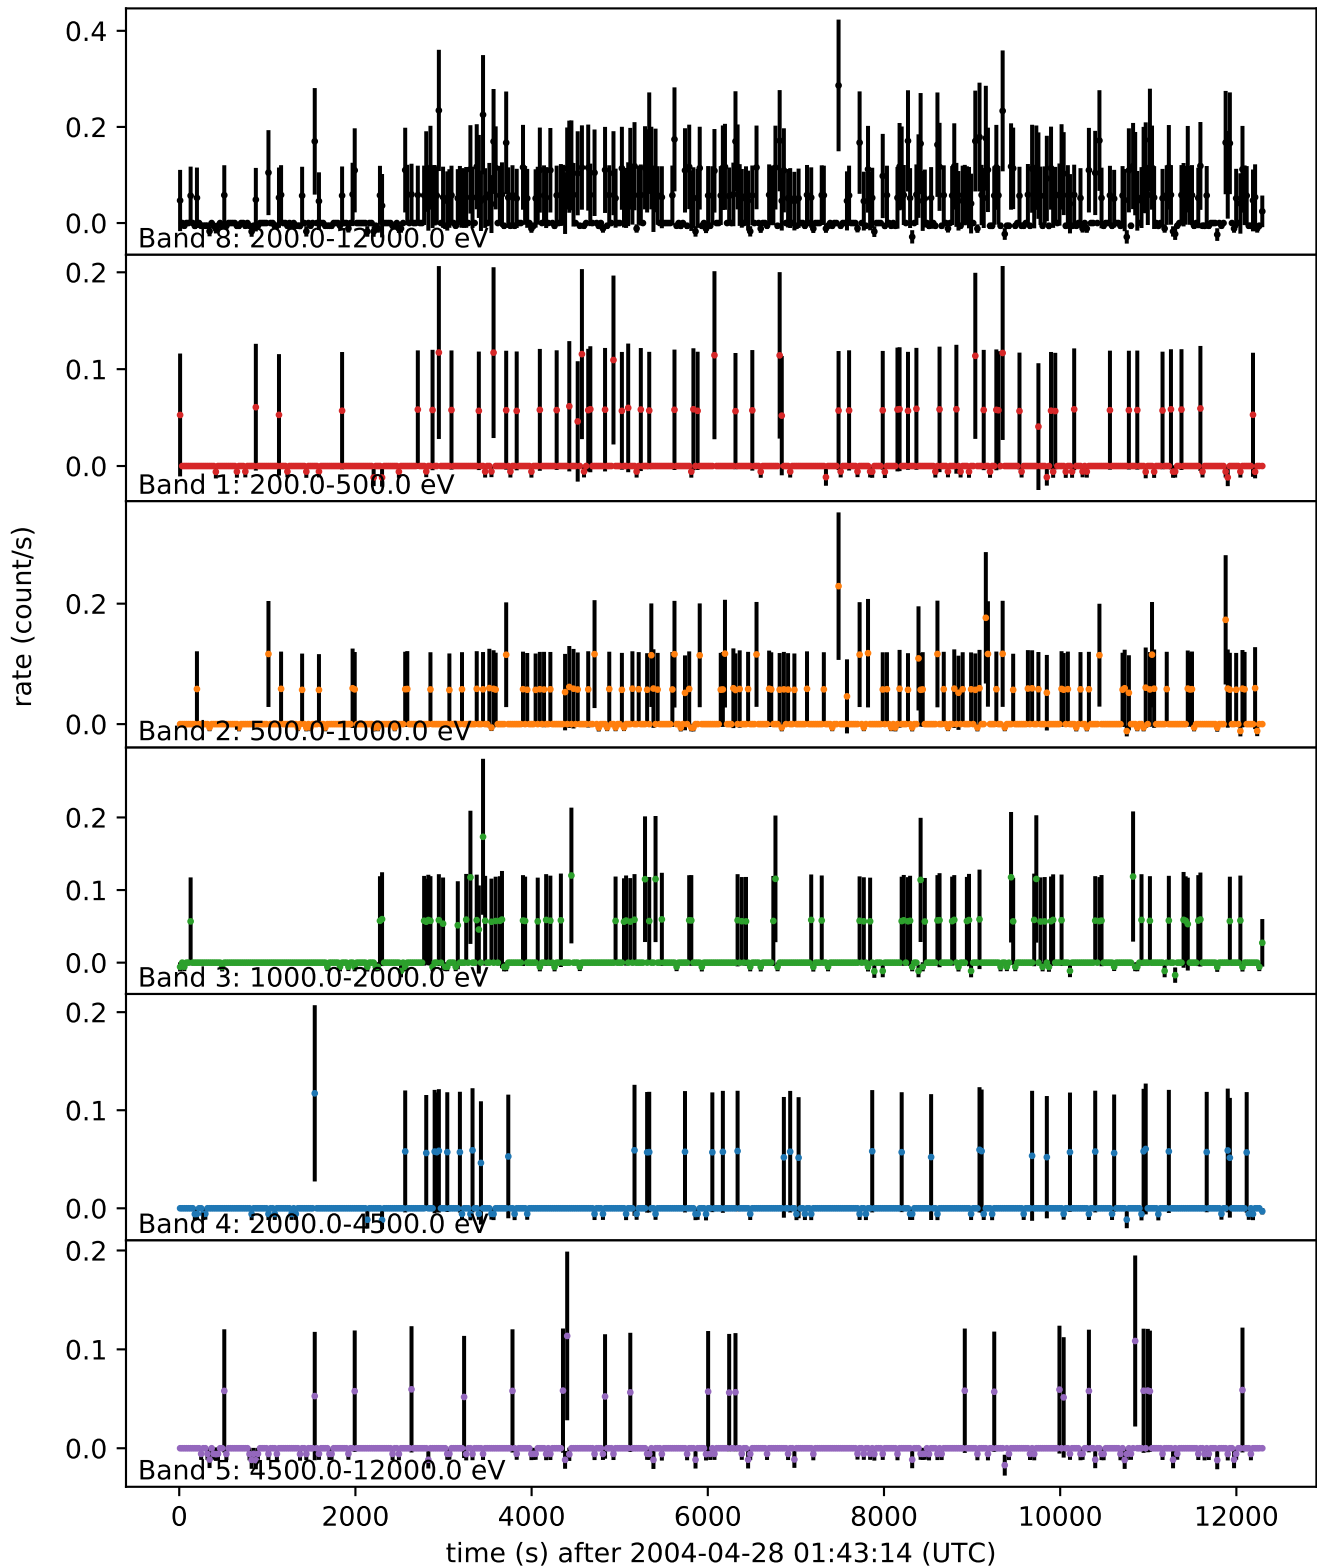 0.4
0.2
0.0
Band 8: 200.0-12000.0 eV
0.2
0.1
0.0
Band 1: 200.0-500.0 eV
rate (count/s)
0.2
0.0
Band 2: 500.0-1000.0 eV
0.2
0.1
0.0
Band 3: 1000.0-2000.0 eV
0.2
0.1
0.0
Band 4: 2000.0-4500.0 eV
0.2
0.1
0.0
Band 5: 4500.0-12000.0 eV
0 2000 4000 6000 8000 10000 12000
time (s) after 2004-04-28 01:43:14 (UTC)